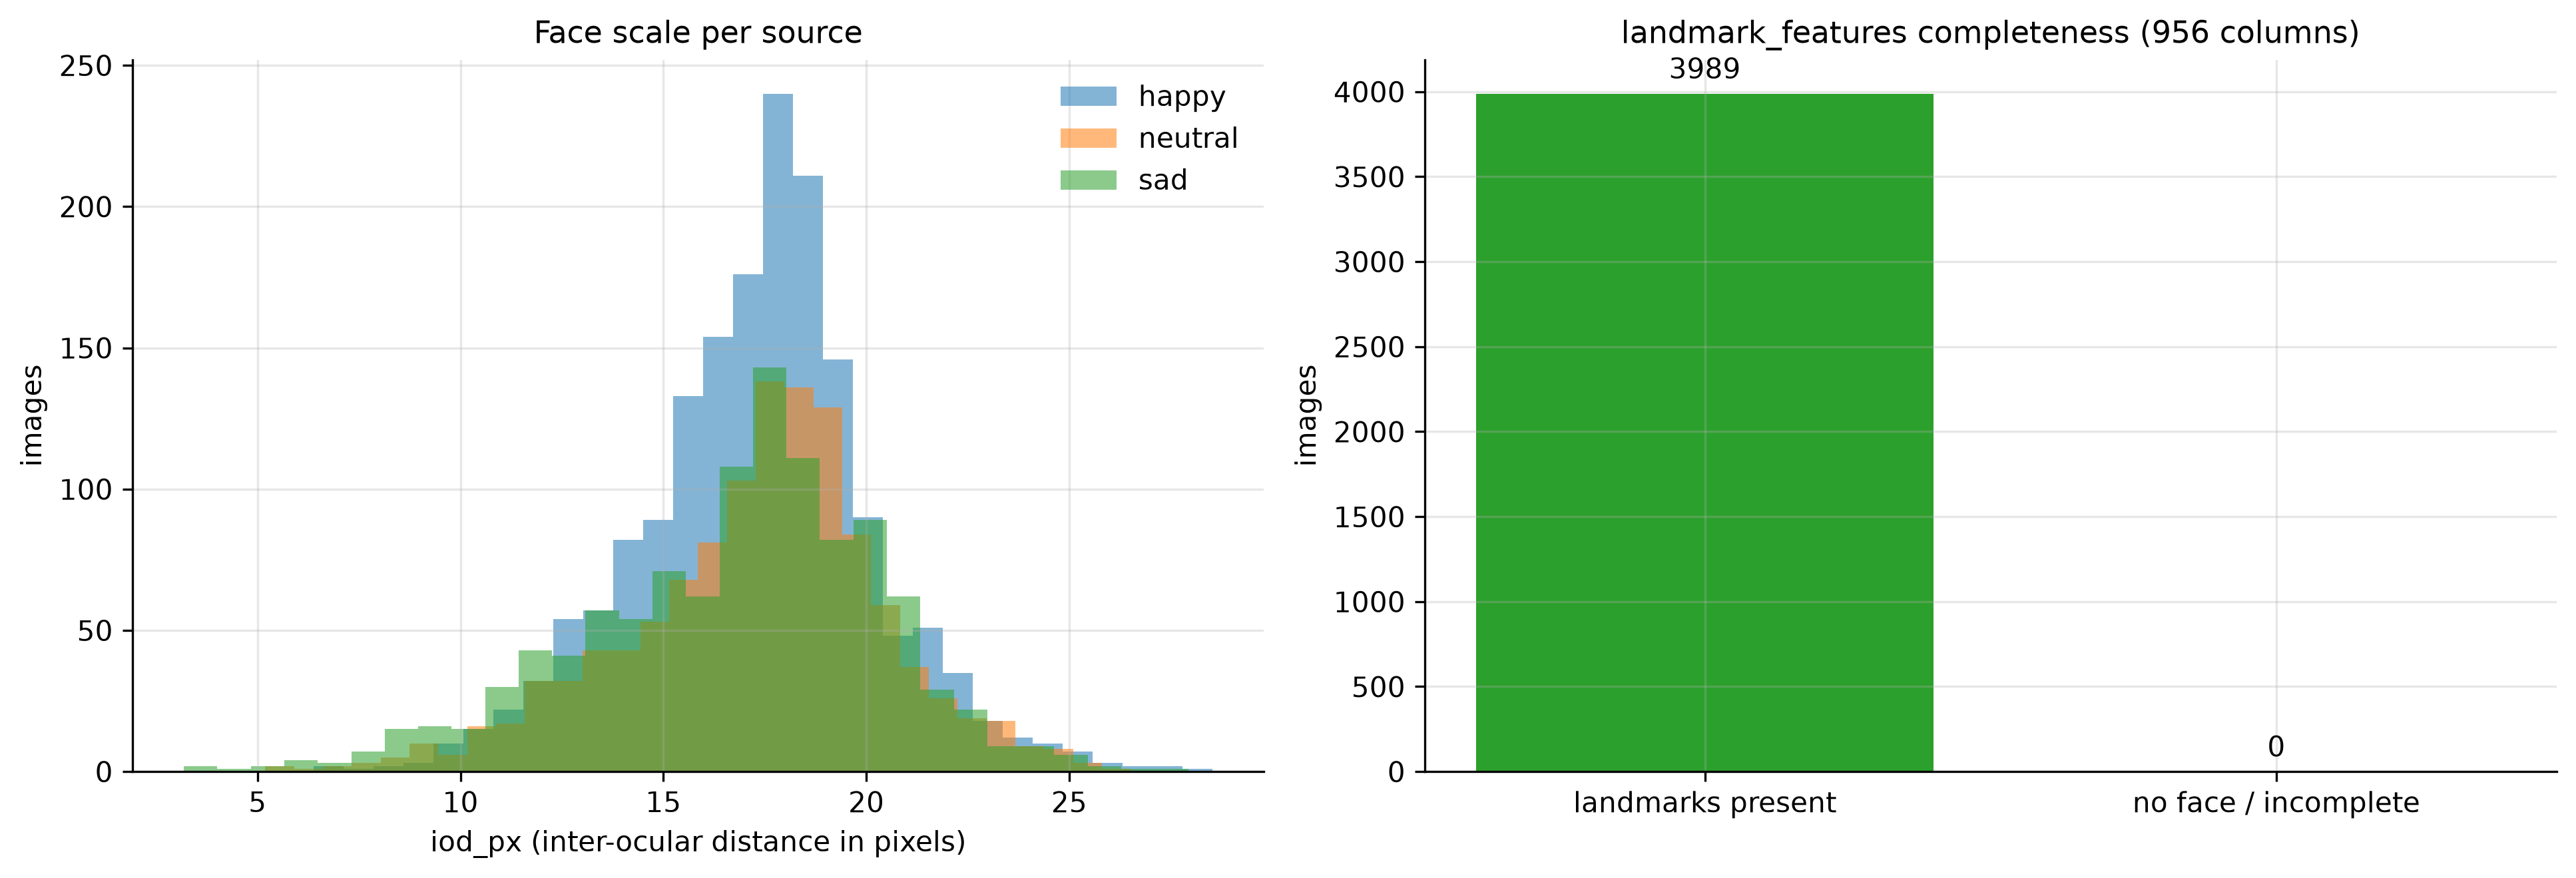 Face scale per source
250
200
150
100
50
0
images
happy
neutral
sad
5 10 15 20 25
iod_px (inter-ocular distance in pixels)
landmark_features completeness (956 columns)
3989
4000
3500
3000
2500
2000
1500
1000
500
0
images
0
landmarks present no face / incomplete